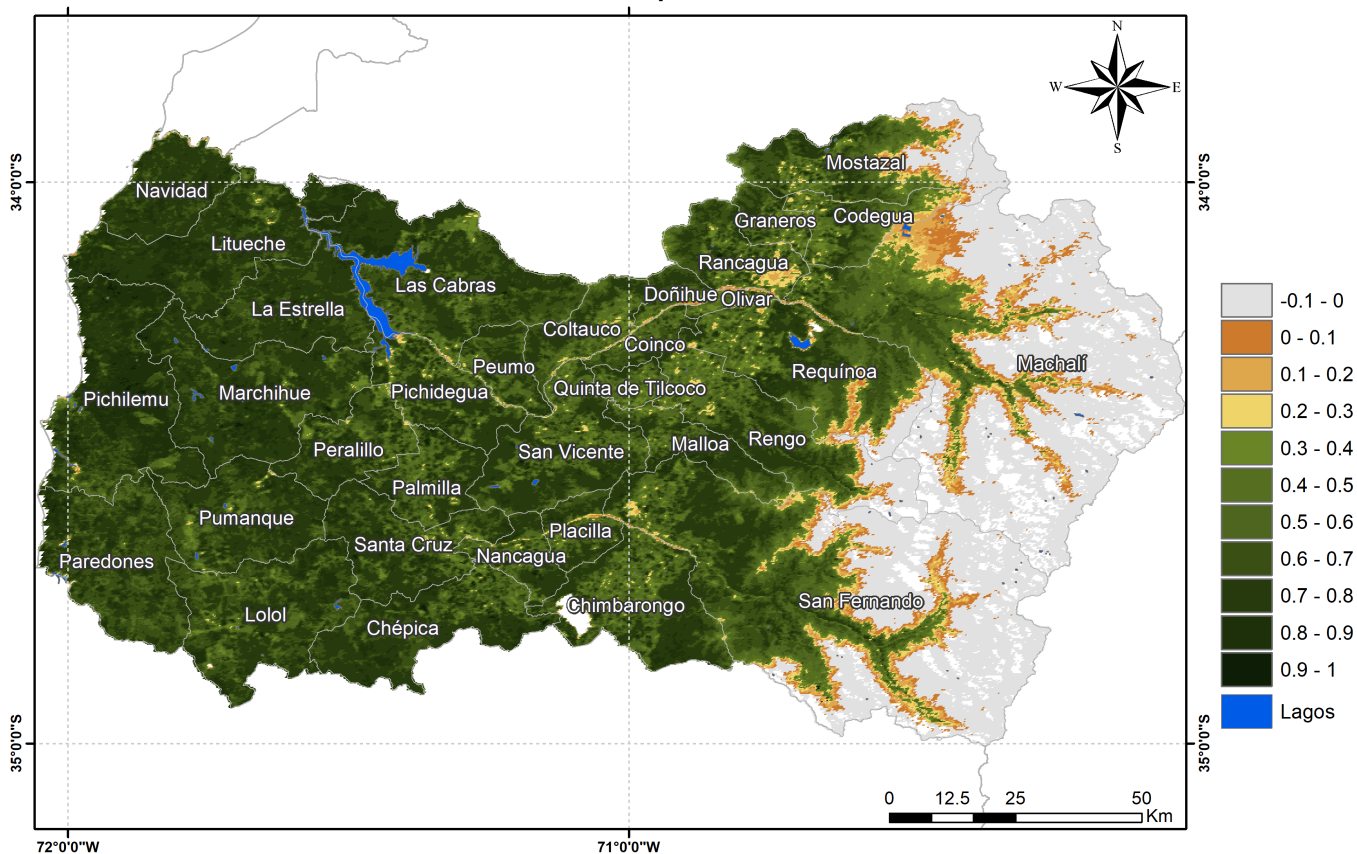 N
W E
S
34°0'0"S
34°0'0"S
Mostazal
Navidad
Graneros
Codegua
Litueche
Rancagua
Las Cabras
Doñihue
Olivar
La Estrella
Coltauco
Coinco
Machalí
Peumo
Requínoa
Pichilemu
Marchihue
Pichidegua
Quinta de Tilcoco
Peralillo
San Vicente
Malloa
Rengo
Palmilla
Pumanque
Placilla
Santa Cruz
Nancagua
Paredones
San Fernando
Chimbarongo
Lolol
Chépica
-0.1 - 0
0 - 0.1
0.1 - 0.2
0.2 - 0.3
0.3 - 0.4
0.4 - 0.5
0.5 - 0.6
0.6 - 0.7
0.7 - 0.8
0.8 - 0.9
0.9 - 1
Lagos
35°0'0"S
35°0'0"S
0 12.5 25 50
Km
72°0'0"W
71°0'0"W